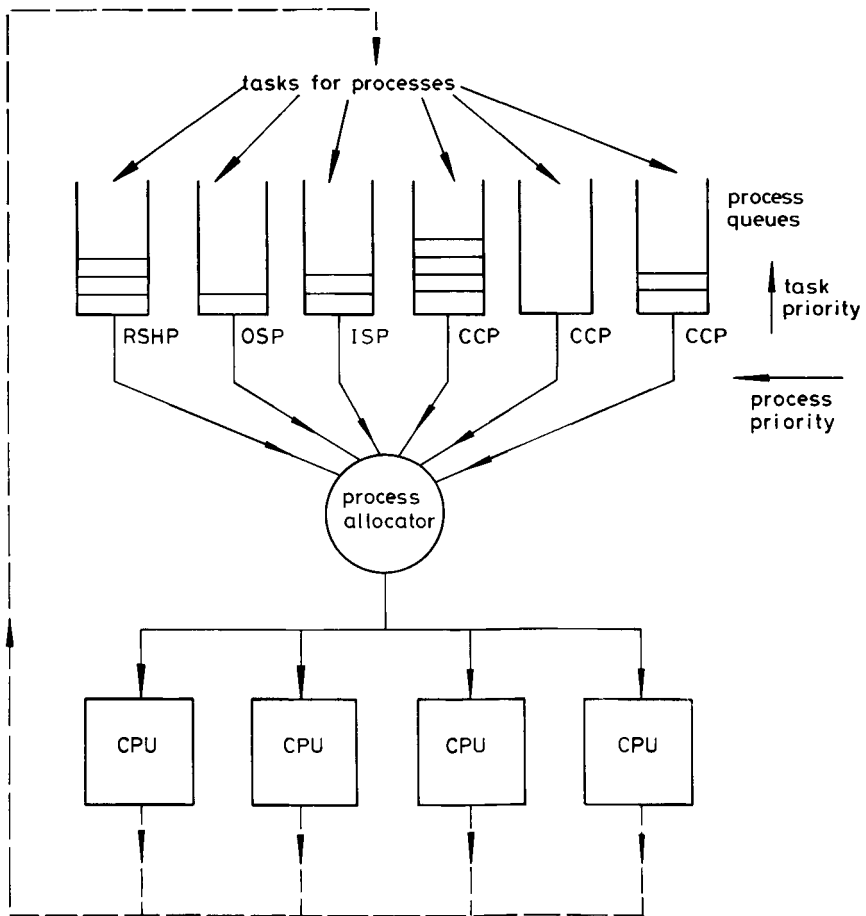 tasks for processes
process
queues
task
priority
RSHP
OSP
ISP
CCP
CCP
CCP
process
priority
process
allocator
CPU
CPU
CPU
CPU